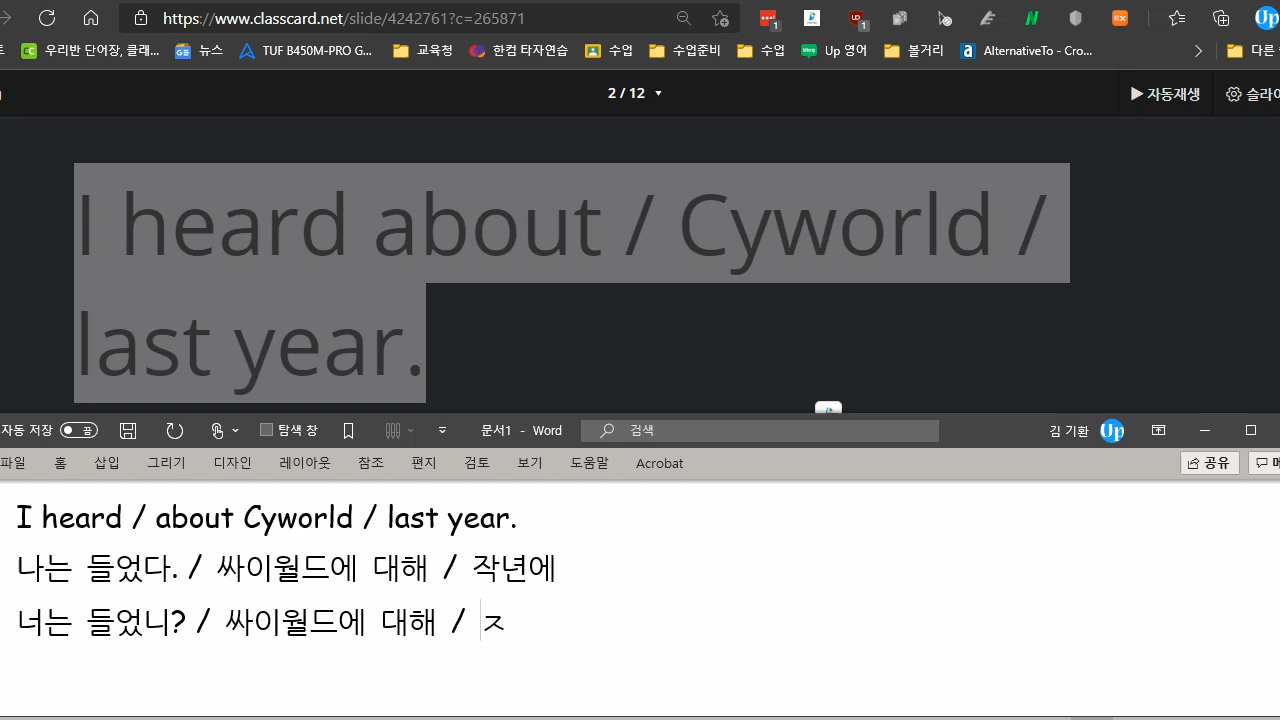 https://www.classcard.net/slide/4242761?c=265871
우리반 단어장, 클래... 뉴스 TUF B450M-PRO G... 교육청 한컴 타자연습 수업 수업준비 수업 Up 영어 볼거리 AlternativeTo - Cro... 다른
2 / 12 자동재생 슬라이
I heard about / Cyworld /
last year.
자동 저장 끔 탐색 창 문서1 - Word 검색 김 기환 Up
파일 홈 삽입 그리기 디자인 레이아웃 참조 편지 검토 보기 도움말 Acrobat 공유 메
I heard / about Cyworld / last year.
나는 들었다. / 싸이월드에 대해 / 작년에
너는 들었니? / 싸이월드에 대해 / ㅈ